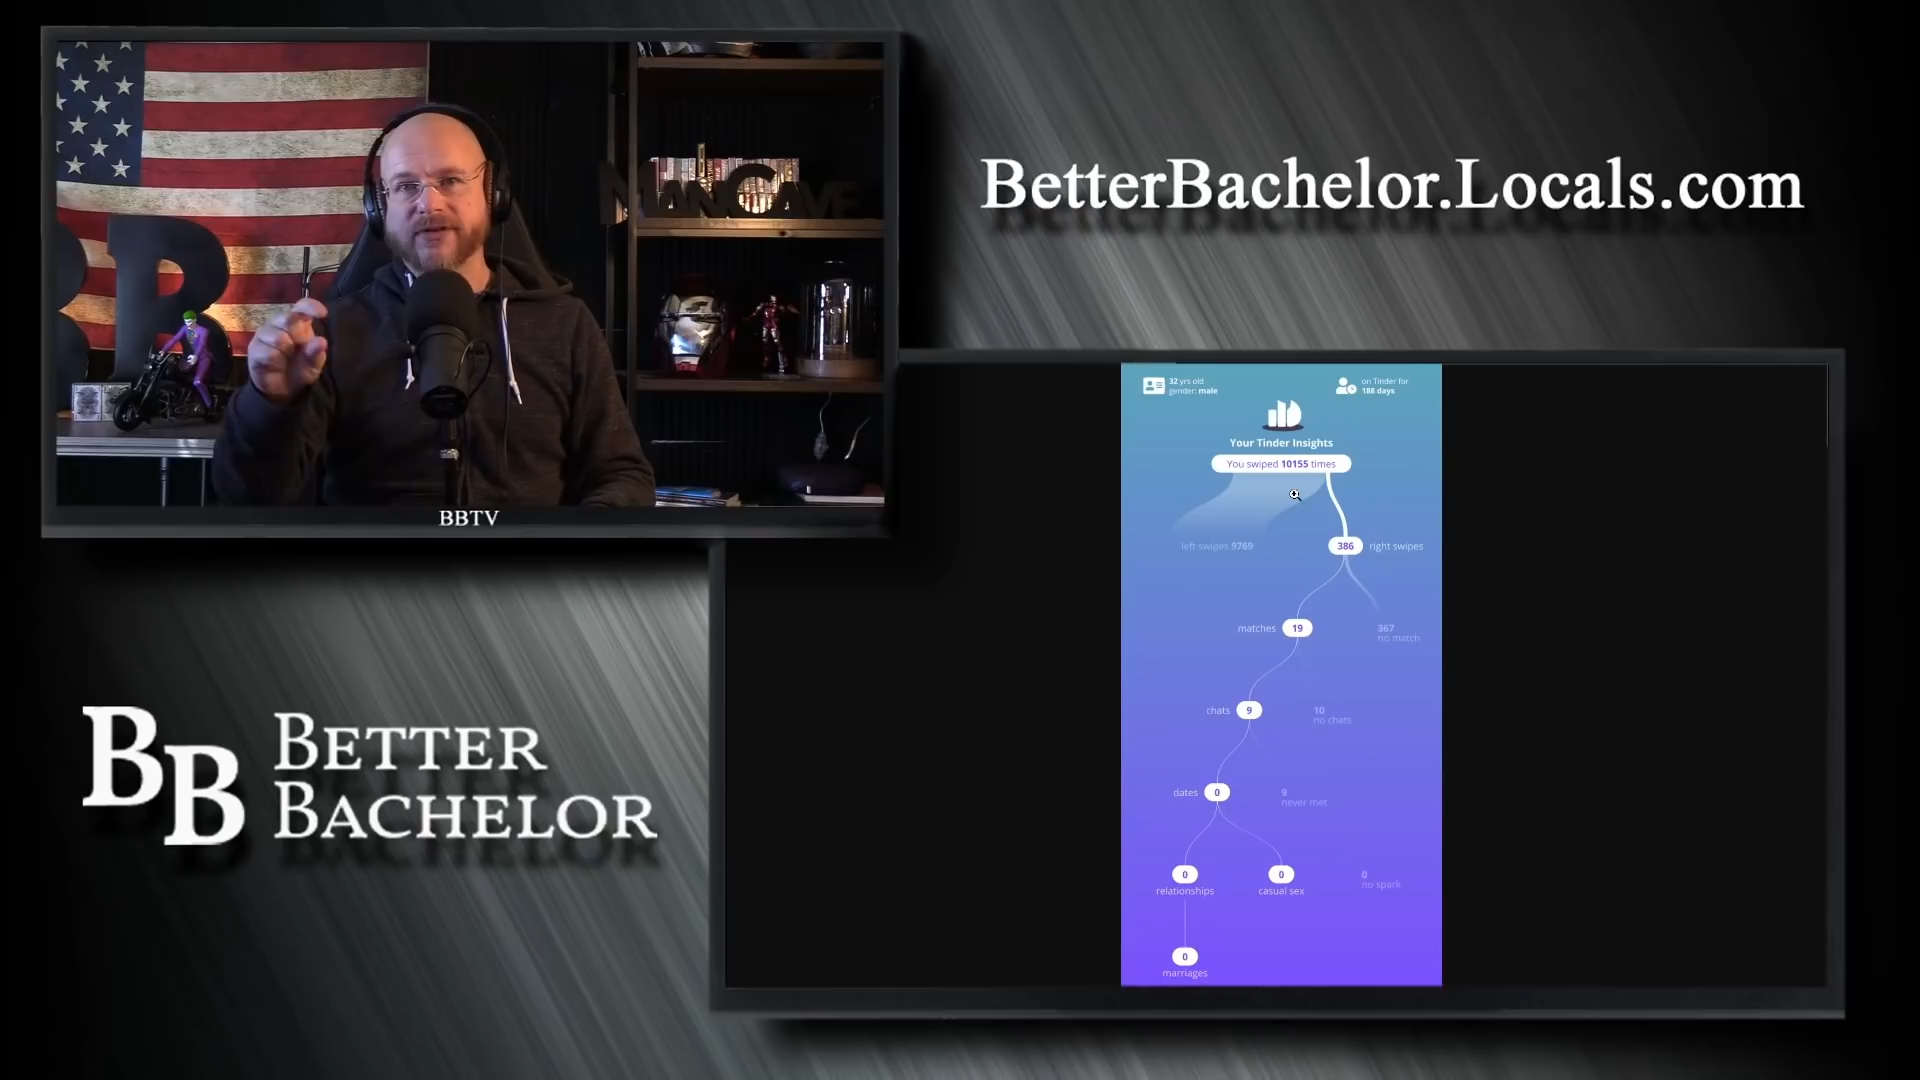 MANCAVE
BBTV
BetterBachelor.Locals.com
BB
BETTER
BACHELOR
32 yrs old
gender: male
on Tinder for
188 days
Your Tinder Insights
You swiped 10155 times
left swipes 9769
386 right swipes
matches 19
367
no match
chats 9
10
no chats
dates 0
9
never met
0
relationships
0
casual sex
0
no spark
0
marriages